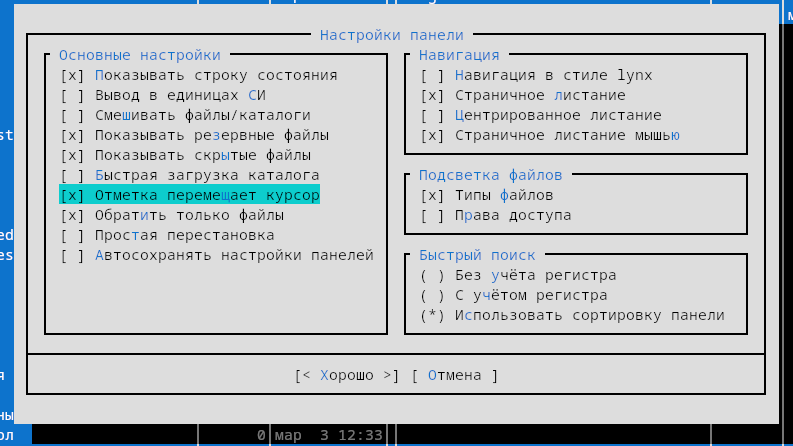 Настройки панели
Основные настройки
[x] Показывать строку состояния
[ ] Вывод в единицах СИ
[ ] Смешивать файлы/каталоги
[x] Показывать резервные файлы
[x] Показывать скрытые файлы
[ ] Быстрая загрузка каталога
[x] Отметка перемещает курсор
[x] Обратить только файлы
[ ] Простая перестановка
[ ] Автосохранять настройки панелей
Навигация
[ ] Навигация в стиле lynx
[x] Страничное листание
[ ] Центрированное листание
[x] Страничное листание мышью
Подсветка файлов
[x] Типы файлов
[ ] Права доступа
Быстрый поиск
( ) Без учёта регистра
( ) С учётом регистра
(*) Использовать сортировку панели
[< Хорошо >] [ Отмена ]
0 мар 3 12:33